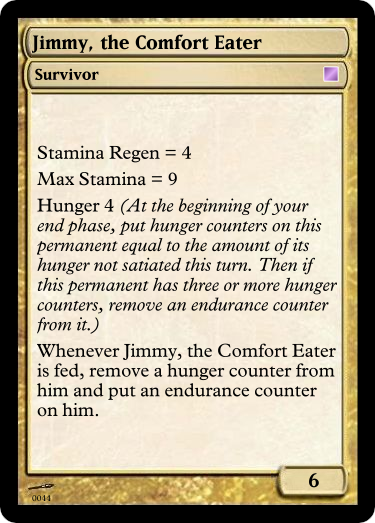 Jimmy, the Comfort Eater
Survivor
Stamina Regen = 4
Max Stamina = 9
Hunger 4 (At the beginning of your
end phase, put hunger counters on this
permanent equal to the amount of its
hunger not satiated this turn. Then if
this permanent has three or more hunger
counters, remove an endurance counter
from it.)
Whenever Jimmy, the Comfort Eater
is fed, remove a hunger counter from
him and put an endurance counter
on him.
6
0044